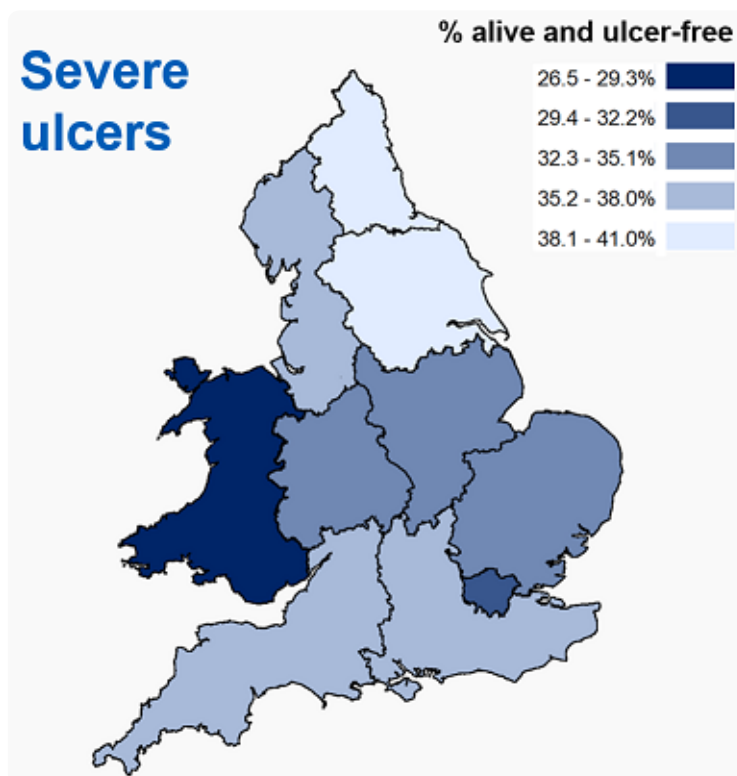 % alive and ulcer-free
Severe
ulcers
26.5 - 29.3%
29.4 - 32.2%
32.3 - 35.1%
35.2 - 38.0%
38.1 - 41.0%